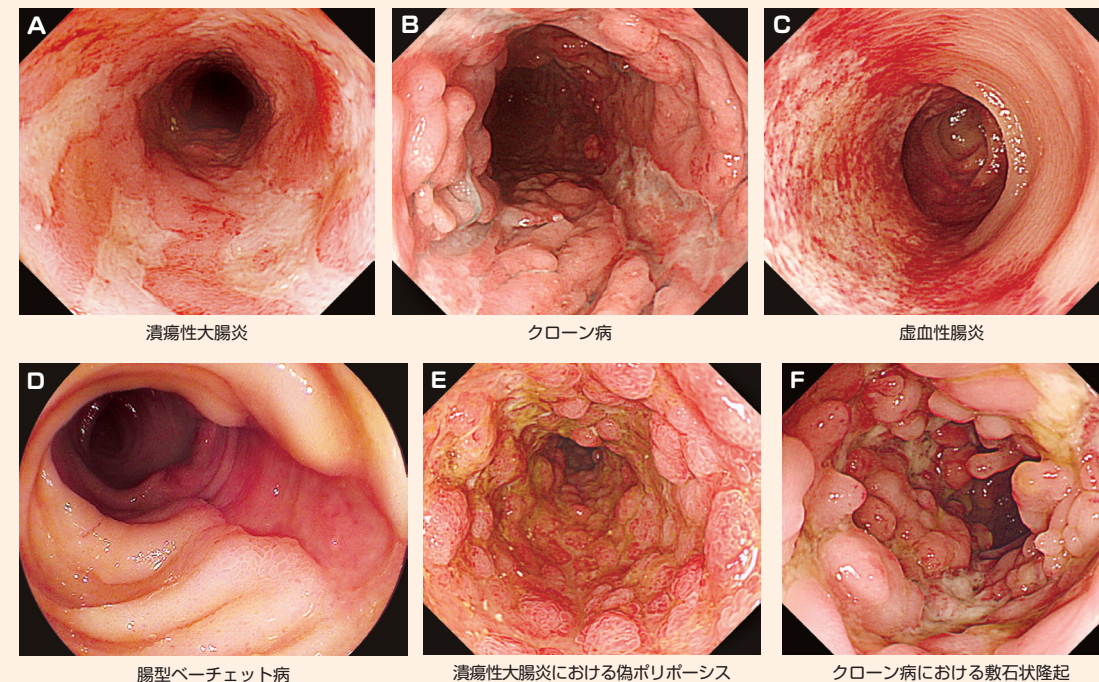 A
B
C
潰瘍性大腸炎
クローン病
虚血性腸炎
D
E
F
腸型ベーチェット病
潰瘍性大腸炎における偽ポリポーシス
クローン病における敷石状隆起